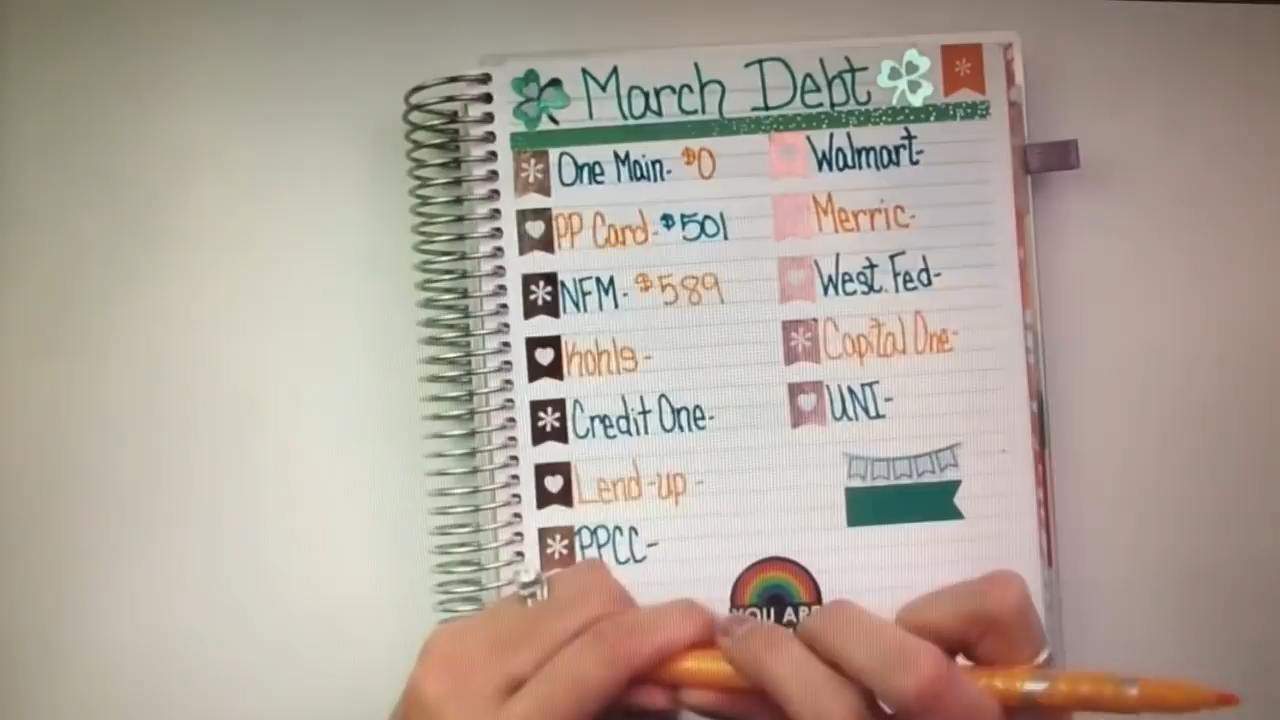 March Debt
One Main- $0
PP Card- $501
NFM- $589
Kohls-
Credit One-
Lend-up-
PPCC-
Walmart-
Merric-
West. Fed-
Capital One-
UNI-
YOU ARE